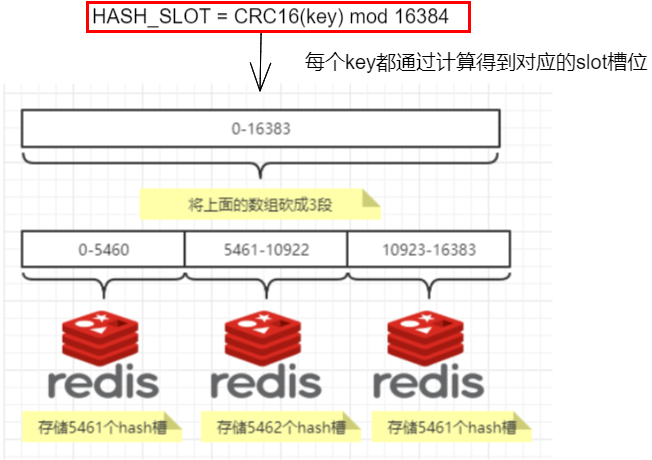 HASH_SLOT = CRC16(key) mod 16384
每个key都通过计算得到对应的slot槽位
0-16383
将上面的数组砍成3段
0-5460 5461-10922 10923-16383
redis redis redis
存储5461个hash槽 存储5462个hash槽 存储5461个hash槽